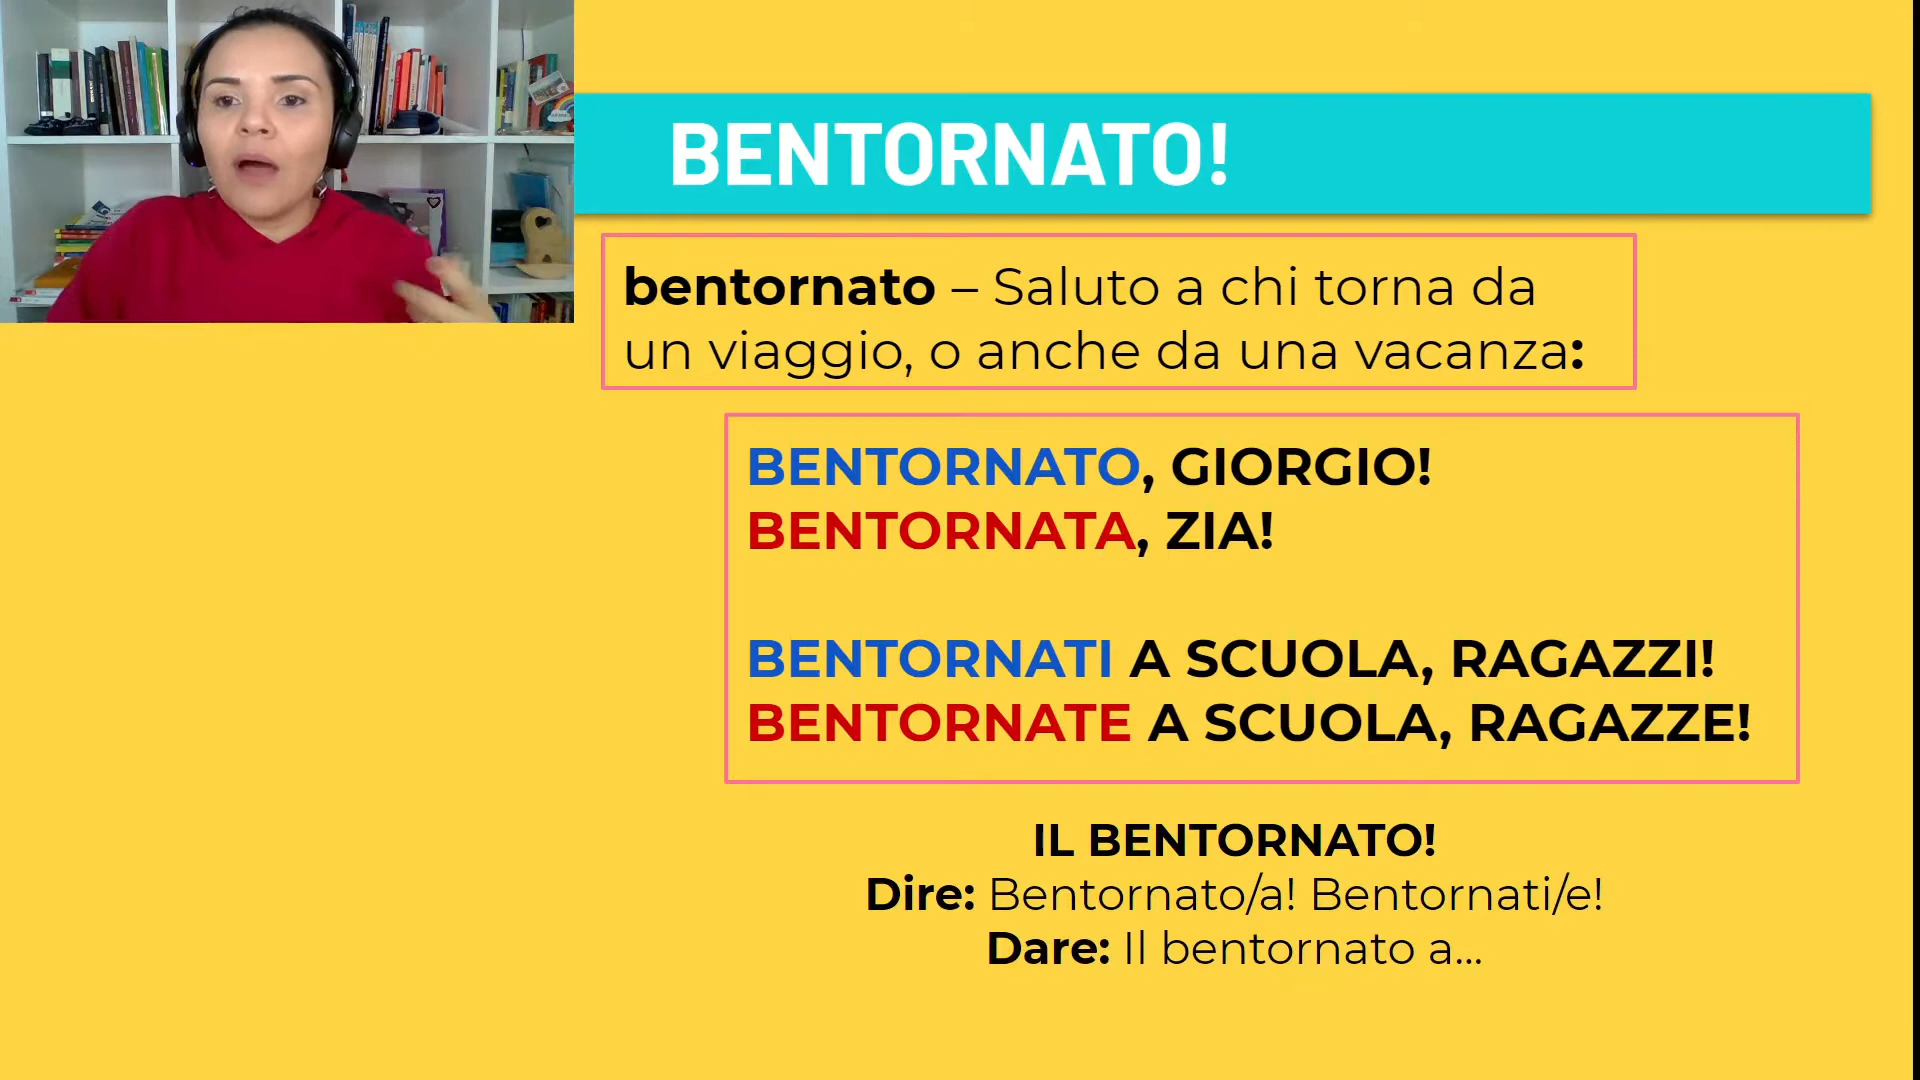 BENTORNATO!
bentornato – Saluto a chi torna da
un viaggio, o anche da una vacanza:
BENTORNATO, GIORGIO!
BENTORNATA, ZIA!
BENTORNATI A SCUOLA, RAGAZZI!
BENTORNATE A SCUOLA, RAGAZZE!
IL BENTORNATO!
Dire: Bentornato/a! Bentornati/e!
Dare: Il bentornato a...